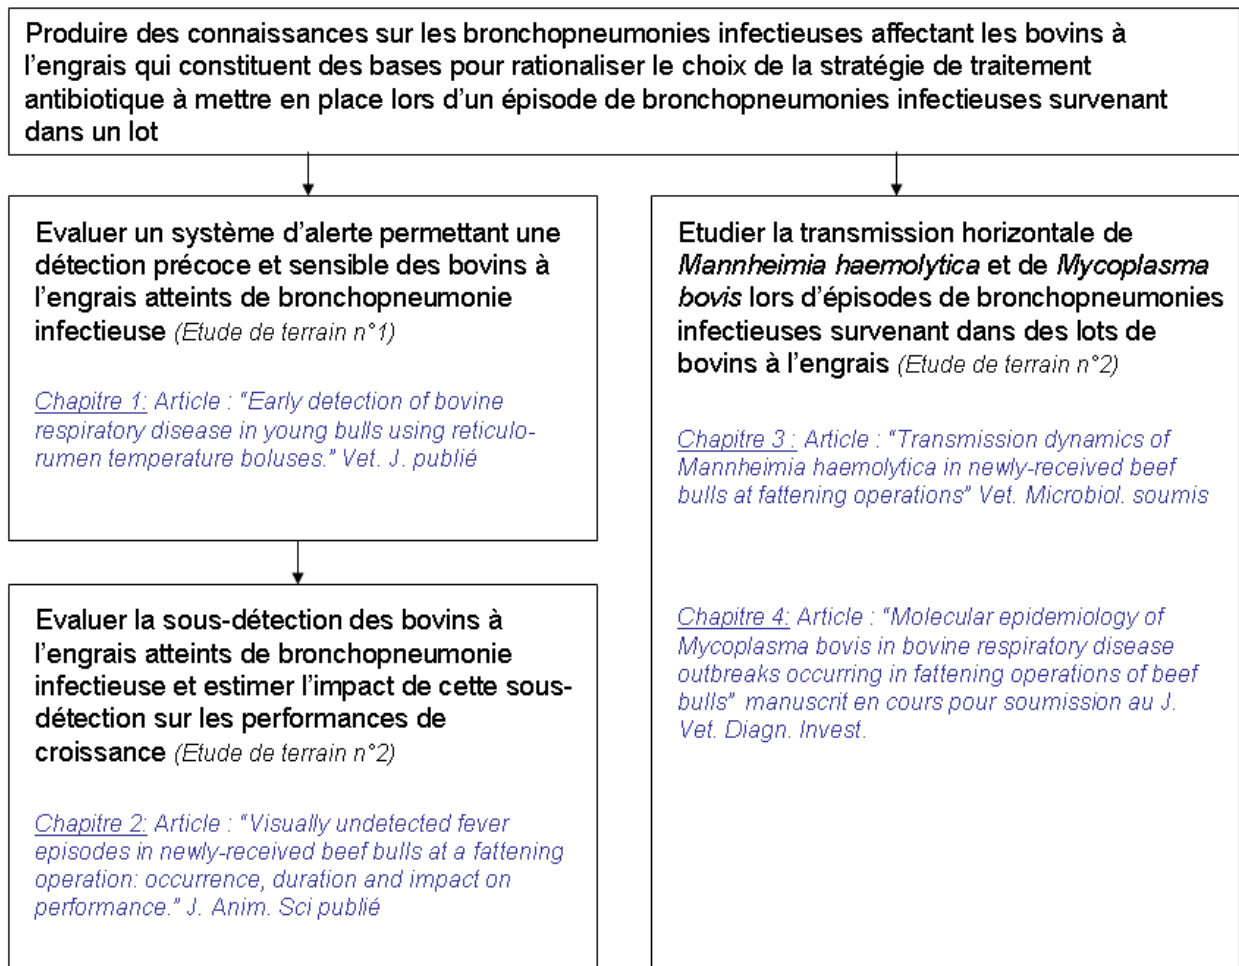 Produire des connaissances sur les bronchopneumonies infectieuses affectant les bovins à
l'engrais qui constituent des bases pour rationaliser le choix de la stratégie de traitement
antibiotique à mettre en place lors d'un épisode de bronchopneumonies infectieuses survenant
dans un lot
Evaluer un système d'alerte permettant une
détection précoce et sensible des bovins à
l'engrais atteints de bronchopneumonie
infectieuse (Etude de terrain n°1)
Chapitre 1: Article : "Early detection of bovine
respiratory disease in young bulls using reticulo-
rumen temperature boluses." Vet. J. publié
Evaluer la sous-détection des bovins à
l'engrais atteints de bronchopneumonie
infectieuse et estimer l'impact de cette sous-
détection sur les performances de
croissance (Etude de terrain n°2)
Chapitre 2: Article : "Visually undetected fever
episodes in newly-received beef bulls at a fattening
operation: occurrence, duration and impact on
performance." J. Anim. Sci publié
Etudier la transmission horizontale de
Mannheimia haemolytica et de Mycoplasma
bovis lors d'épisodes de bronchopneumonies
infectieuses survenant dans des lots de
bovins à l'engrais (Etude de terrain n°2)
Chapitre 3 : Article : "Transmission dynamics of
Mannheimia haemolytica in newly-received beef
bulls at fattening operations" Vet. Microbiol. soumis
Chapitre 4: Article : "Molecular epidemiology of
Mycoplasma bovis in bovine respiratory disease
outbreaks occurring in fattening operations of beef
bulls" manuscrit en cours pour soumission au J.
Vet. Diagn. Invest.